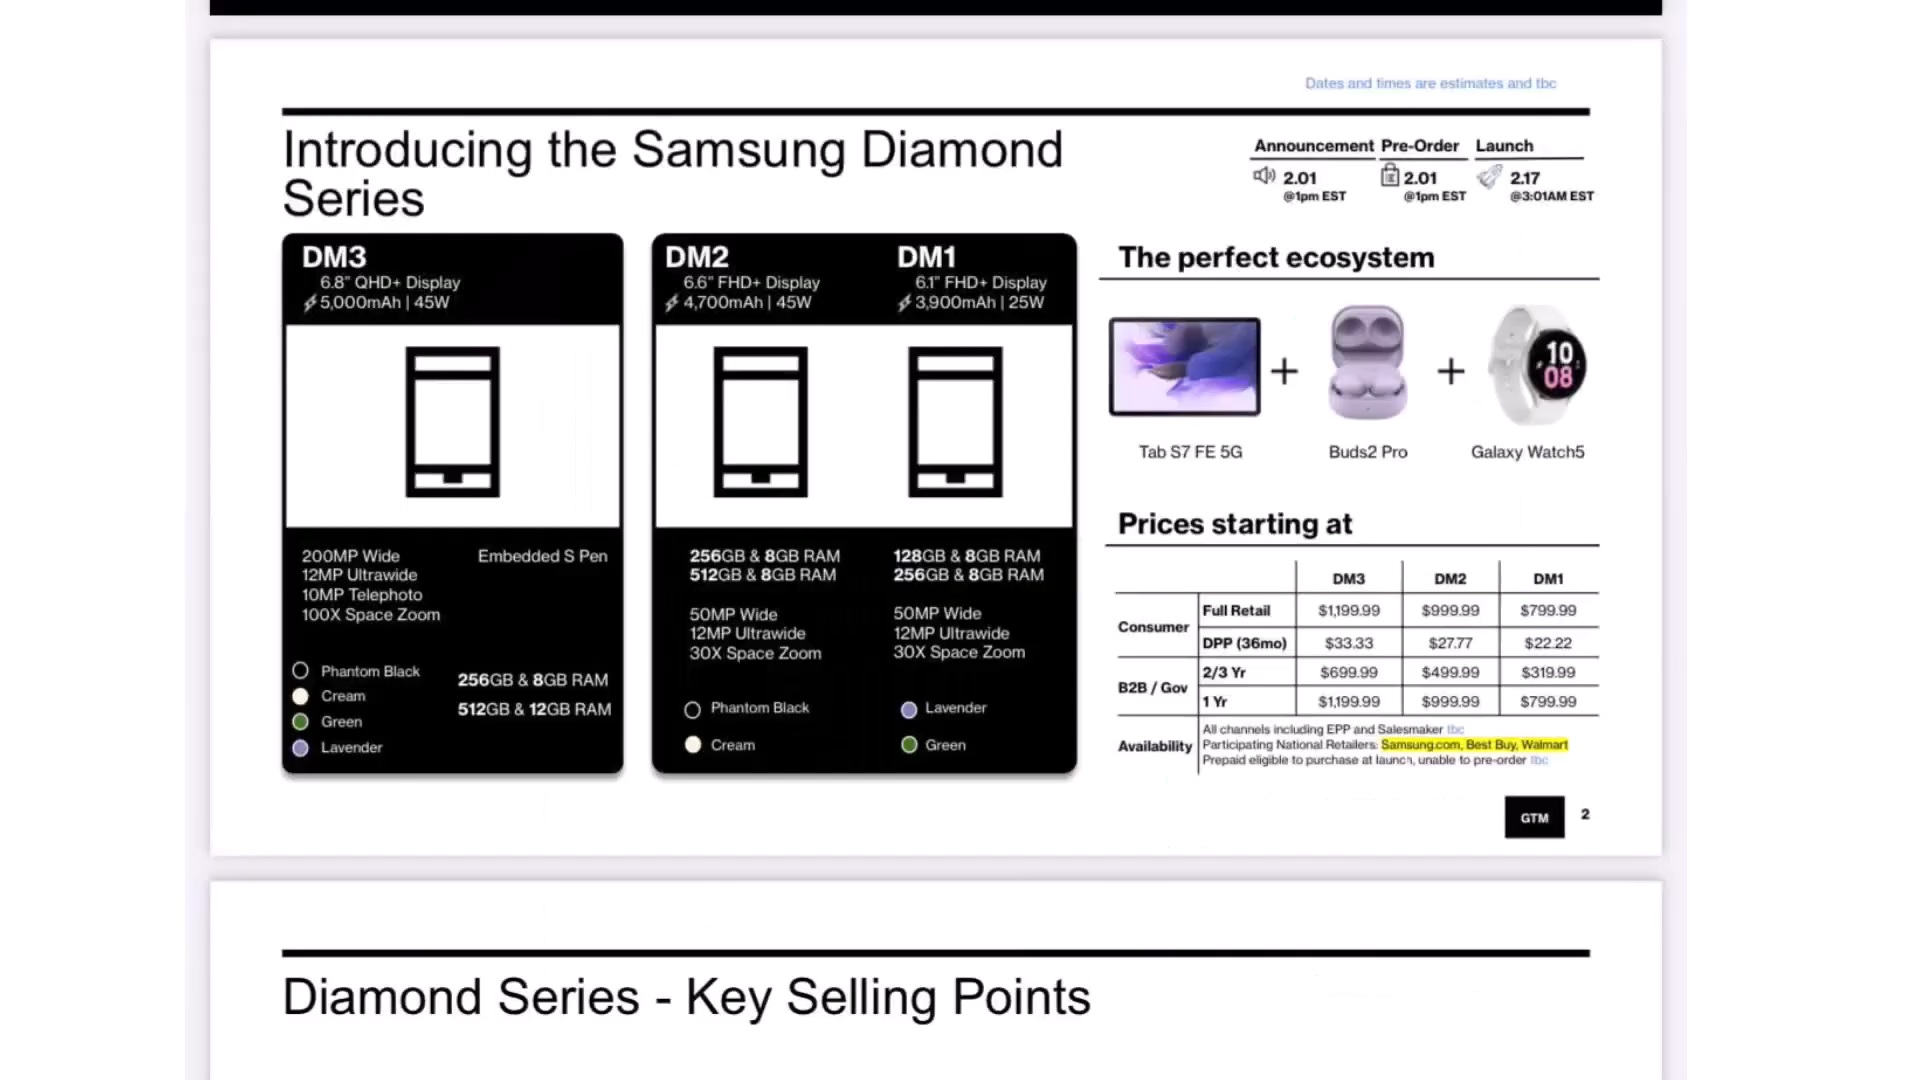 Dates and times are estimates and tbc
Introducing the Samsung Diamond
Series
Announcement Pre-Order Launch
2.01 2.01 2.17
@1pm EST @1pm EST @3:01AM EST
DM3
6.8" QHD+ Display
5,000mAh | 45W
200MP Wide
12MP Ultrawide
10MP Telephoto
100X Space Zoom
Embedded S Pen
Phantom Black
Cream
Green
Lavender
256GB & 8GB RAM
512GB & 12GB RAM
DM2
6.6" FHD+ Display
4,700mAh | 45W
256GB & 8GB RAM
512GB & 8GB RAM
50MP Wide
12MP Ultrawide
30X Space Zoom
Phantom Black
Cream
DM1
6.1" FHD+ Display
3,900mAh | 25W
128GB & 8GB RAM
256GB & 8GB RAM
50MP Wide
12MP Ultrawide
30X Space Zoom
Lavender
Green
The perfect ecosystem
10
08
+ +
Tab S7 FE 5G Buds2 Pro Galaxy Watch5
Prices starting at
DM3 DM2 DM1
Consumer
Full Retail $1,199.99 $999.99 $799.99
DPP (36mo) $33.33 $27.77 $22.22
B2B / Gov
2/3 Yr $699.99 $499.99 $319.99
1 Yr $1,199.99 $999.99 $799.99
Availability
All channels including EPP and Salesmaker tbc
Participating National Retailers: Samsung.com, Best Buy, Walmart
Prepaid eligible to purchase at launch, unable to pre-order tbc
GTM 2
Diamond Series - Key Selling Points